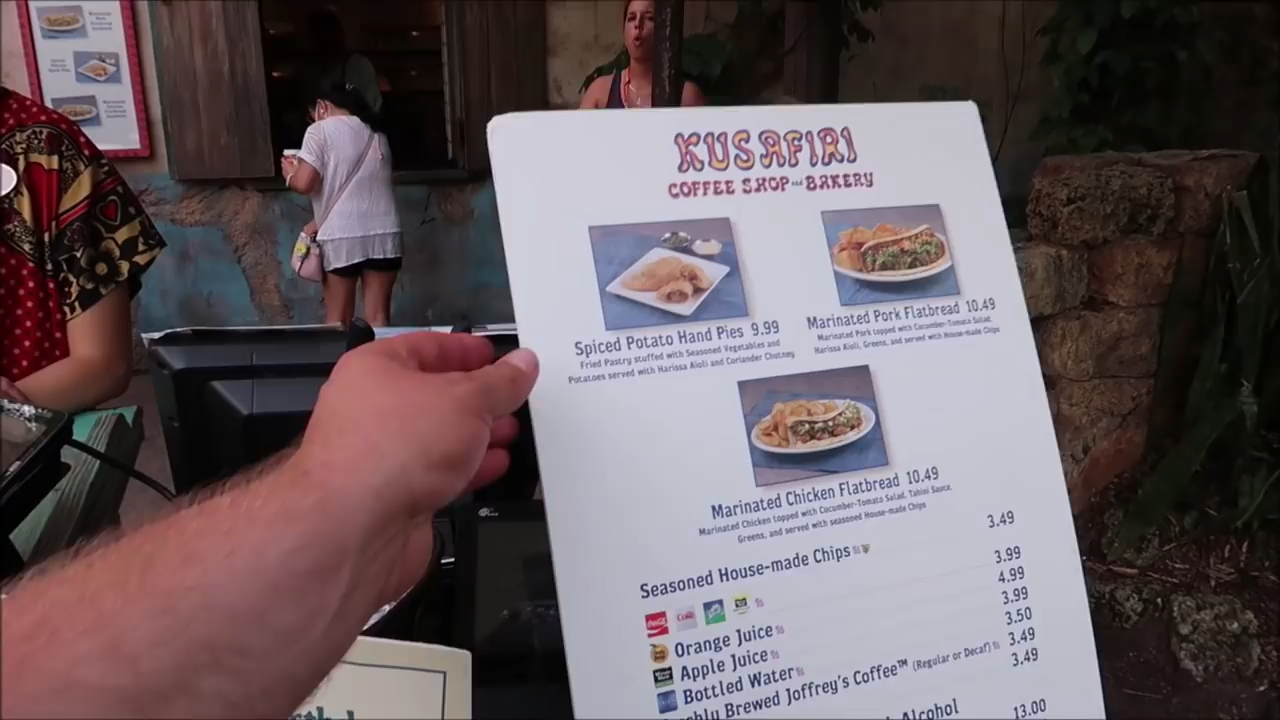 KUSAFIRI
COFFEE SHOP and BAKERY
Spiced Potato Hand Pies 9.99
Fried Pastry stuffed with Seasoned Vegetables and
Potatoes served with Harissa Aioli and Coriander Chutney
Marinated Pork Flatbread 10.49
Marinated Pork topped with Cucumber-Tomato Salad,
Harissa Aioli, Greens, and served with House-made Chips
Marinated Chicken Flatbread 10.49
Marinated Chicken topped with Cucumber-Tomato Salad, Tahini Sauce,
Greens, and served with seasoned House-made Chips
Seasoned House-made Chips 3.49
Coca-Cola Coke 3.99
Orange Juice 4.99
Apple Juice 3.99
Bottled Water 3.50
Brewed Joffrey's Coffee™ (Regular or Decaf) 3.49
3.49
Alcohol
13.00